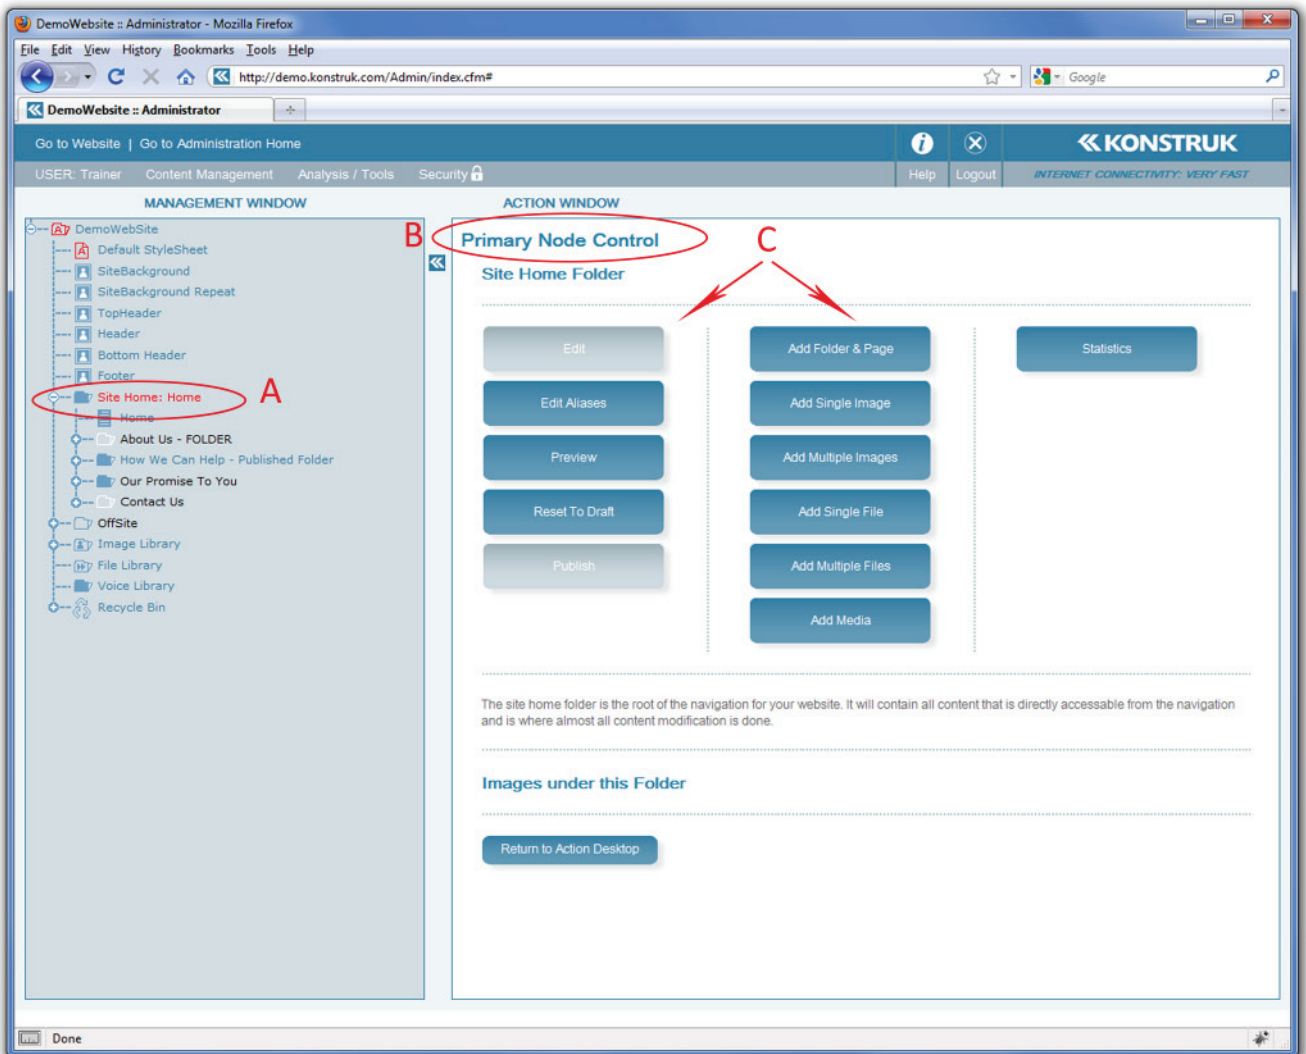 DemoWebsite :: Administrator - Mozilla Firefox
File Edit View History Bookmarks Tools Help
http://demo.konstruk.com/Admin/index.cfm#
Google
DemoWebsite :: Administrator
Go to Website | Go to Administration Home
KONSTRUK
USER: Trainer Content Management Analysis / Tools Security
Help Logout INTERNET CONNECTIVITY: VERY FAST
MANAGEMENT WINDOW
DemoWebSite
Default StyleSheet
SiteBackground
SiteBackground Repeat
TopHeader
Header
Bottom Header
Footer
Site Home: Home
A
Home
About Us - FOLDER
How We Can Help - Published Folder
Our Promise To You
Contact Us
OffSite
Image Library
File Library
Voice Library
Recycle Bin
ACTION WINDOW
B
Primary Node Control
C
Site Home Folder
Edit
Edit Aliases
Preview
Reset To Draft
Publish
Add Folder & Page
Add Single Image
Add Multiple Images
Add Single File
Add Multiple Files
Add Media
Statistics
The site home folder is the root of the navigation for your website. It will contain all content that is directly accessable from the navigation
and is where almost all content modification is done.
Images under this Folder
Return to Action Desktop
Done